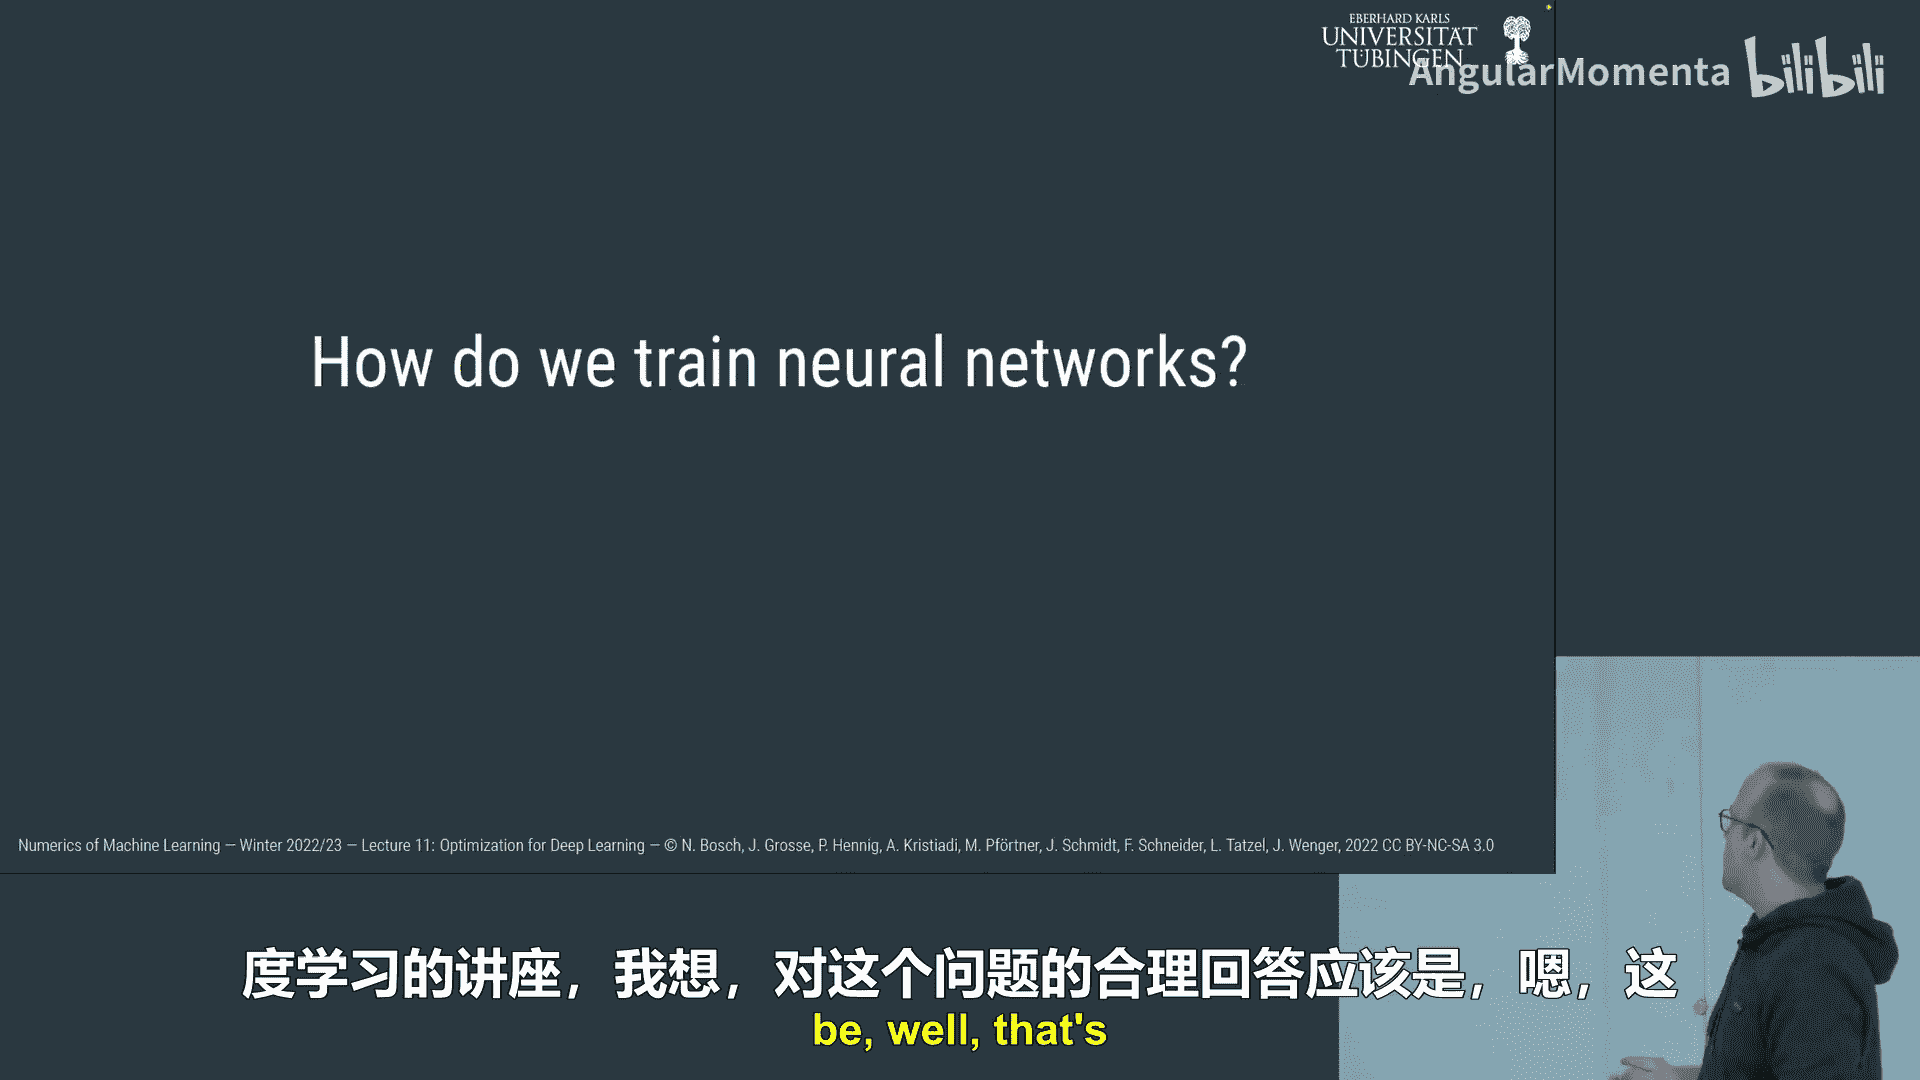 EBERHARD KARLS
UNIVERSITÄT
TÜBINGEN
AngularMomenta bilibili
How do we train neural networks?
Numerics of Machine Learning — Winter 2022/23 — Lecture 11: Optimization for Deep Learning — © N. Bosch, J. Grosse, P. Hennig, A. Kristiadi, M. Pförtner, J. Schmidt, F. Schneider, L. Tatzel, J. Wenger, 2022 CC BY-NC-SA 3.0
度学习的讲座，我想，对这个问题的合理回答应该是，嗯，这
be, well, that's